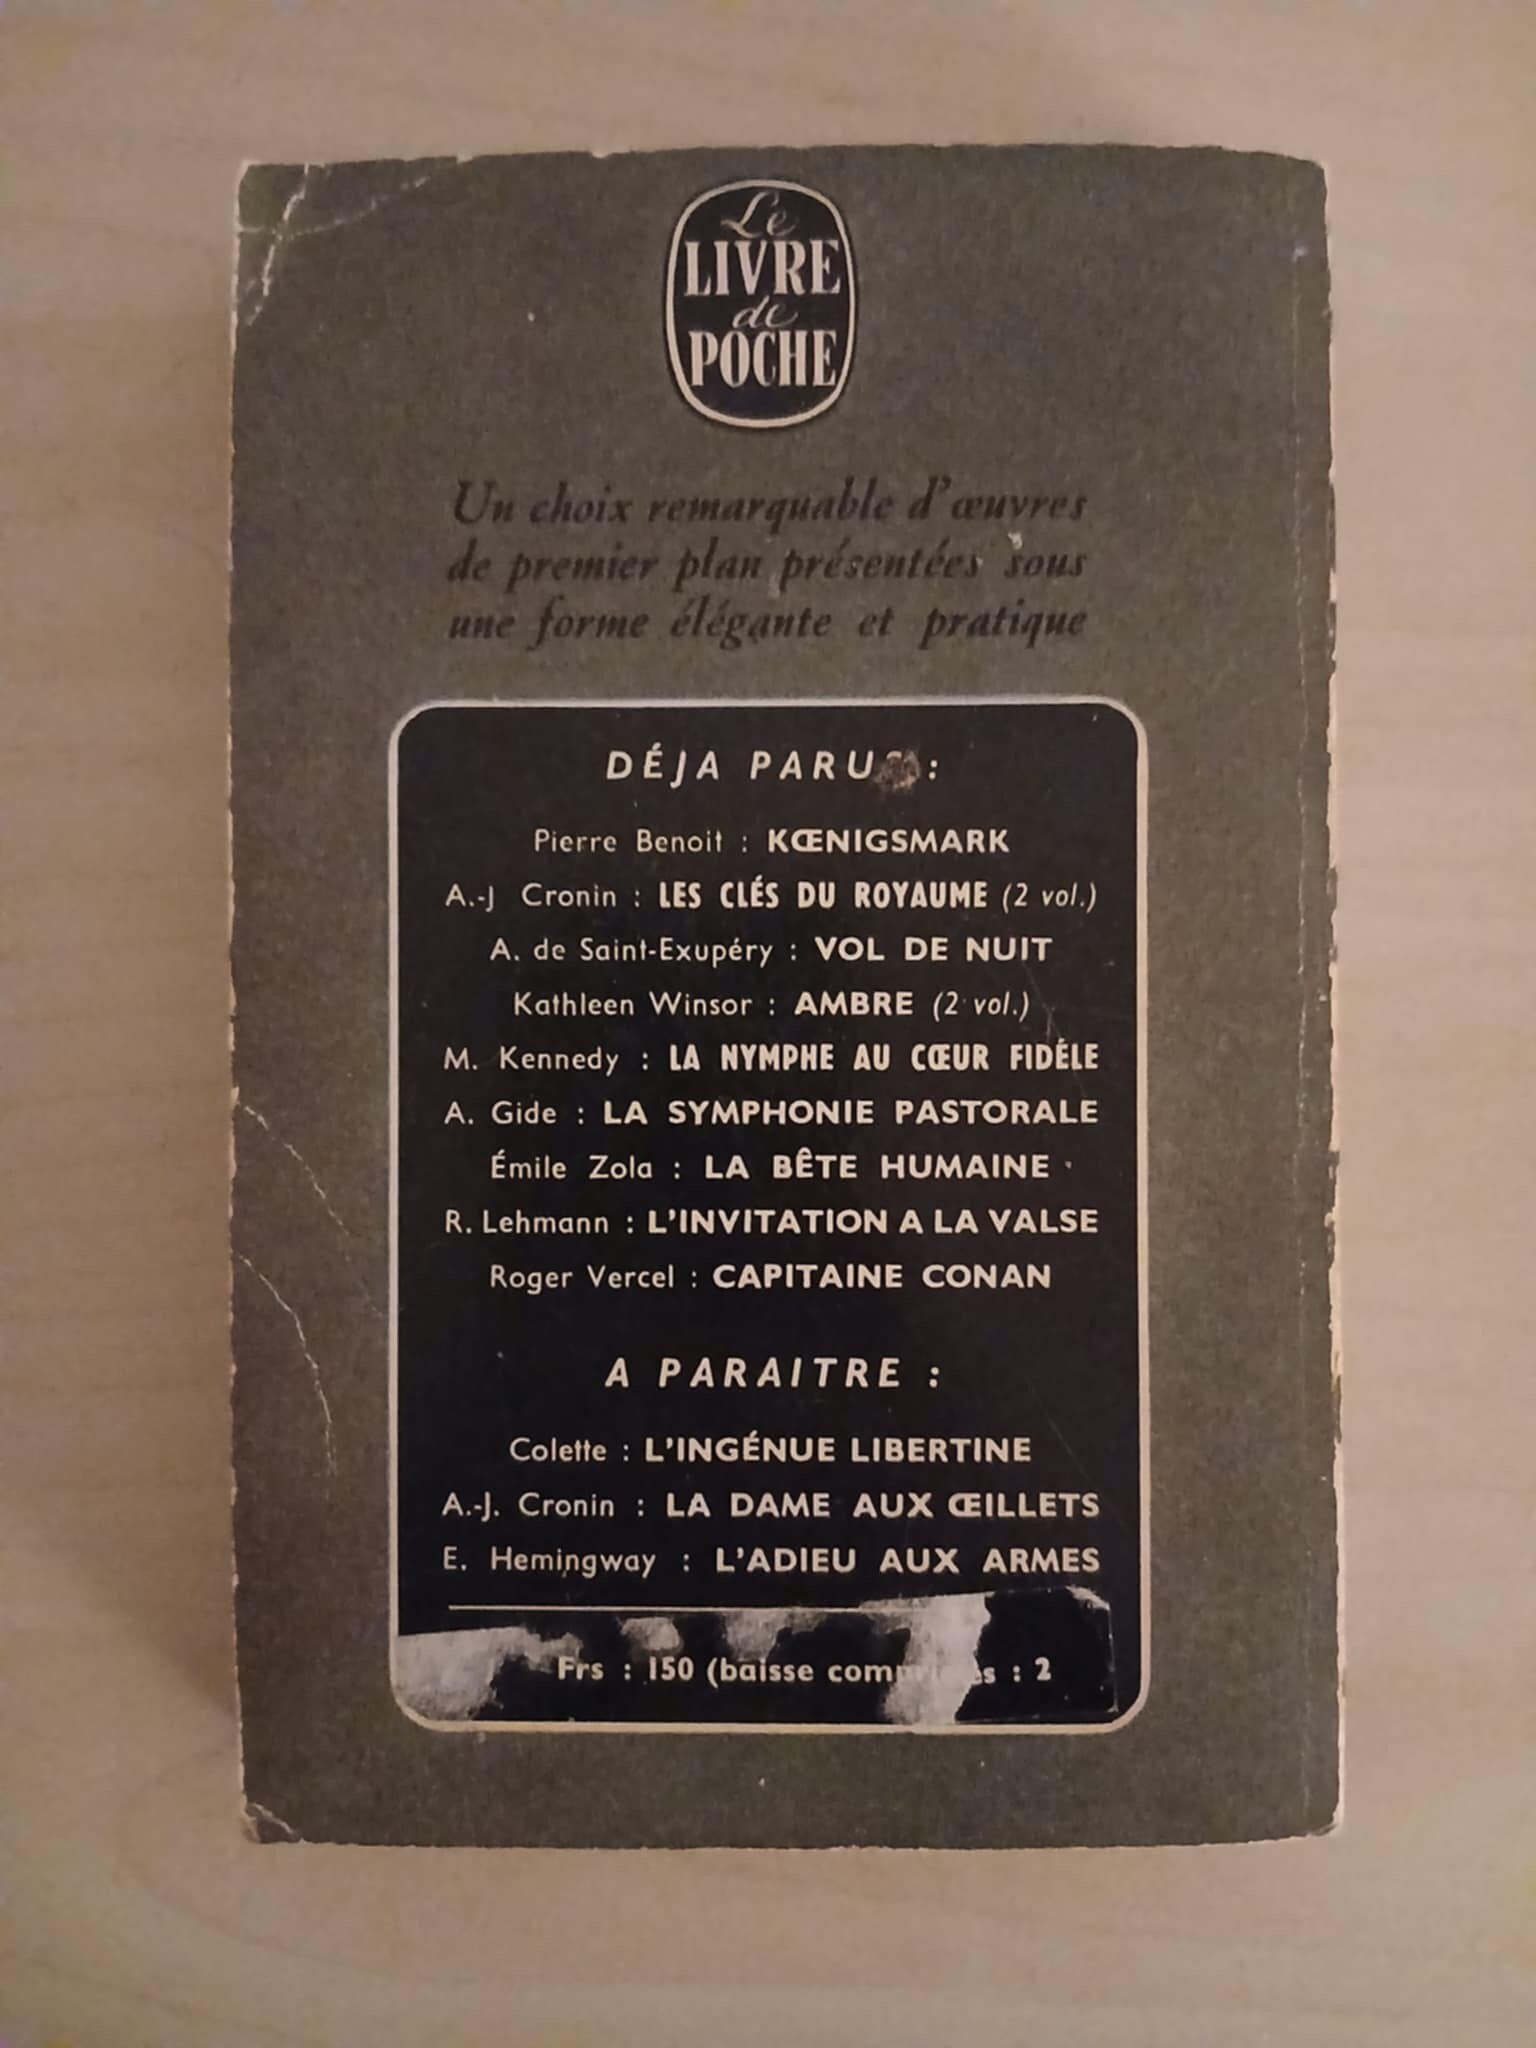 Le
LIVRE
de
POCHE
Un choix remarquable d'œuvres
de premier plan présentées sous
une forme élégante et pratique
DÉJA PARUS :
Pierre Benoit : KŒNIGSMARK
A.-J Cronin : LES CLÉS DU ROYAUME (2 vol.)
A. de Saint-Exupéry : VOL DE NUIT
Kathleen Winsor : AMBRE (2 vol.)
M. Kennedy : LA NYMPHE AU CŒUR FIDÉLE
A. Gide : LA SYMPHONIE PASTORALE
Émile Zola : LA BÊTE HUMAINE
R. Lehmann : L'INVITATION A LA VALSE
Roger Vercel : CAPITAINE CONAN
A PARAITRE :
Colette : L'INGÉNUE LIBERTINE
A.-J. Cronin : LA DAME AUX ŒILLETS
E. Hemingway : L'ADIEU AUX ARMES
Frs : 150 (baisse : 2